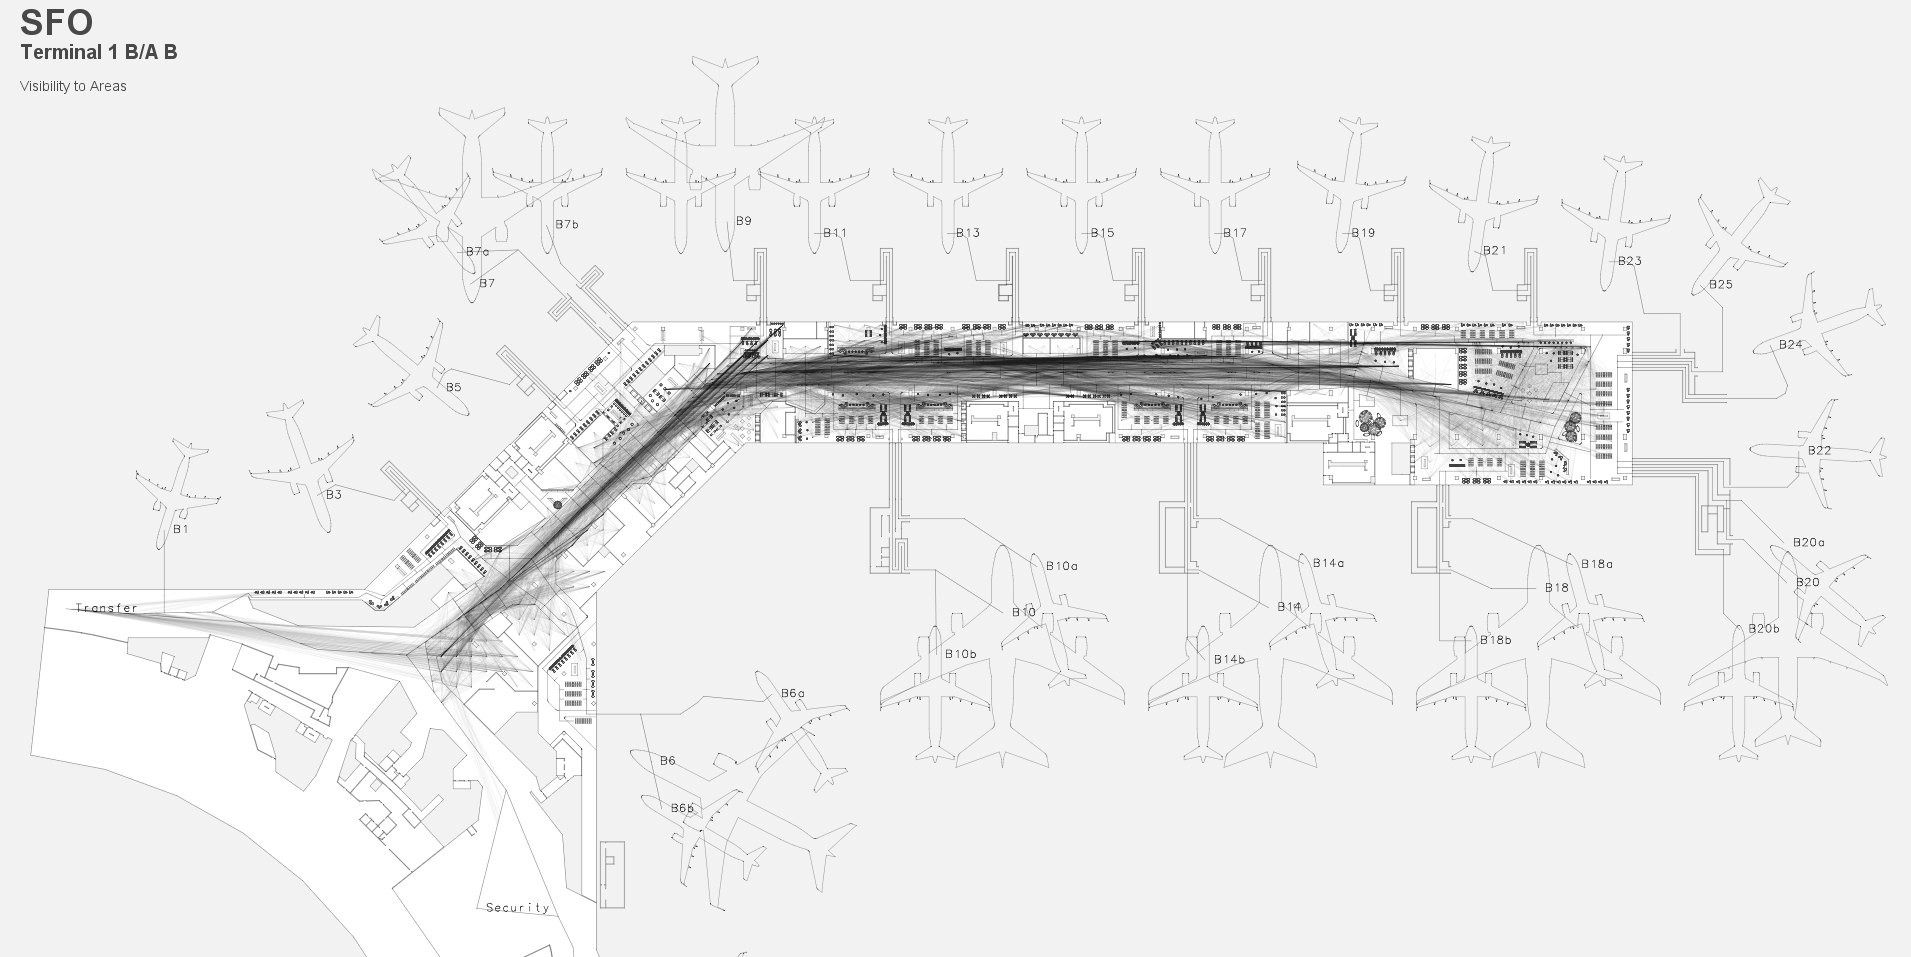 SFO
Terminal 1 B/A B
Visibility to Areas
B9
B7b
B11
B13
B15
B17
B19
B7a
B21
B23
B7
B25
B24
B5
B22
B3
B1
B20a
B10a
B14a
B18a
B20
B18
Transfer
B10
B14
B20b
B18b
B10b
B14b
B6a
B6
B6b
Security